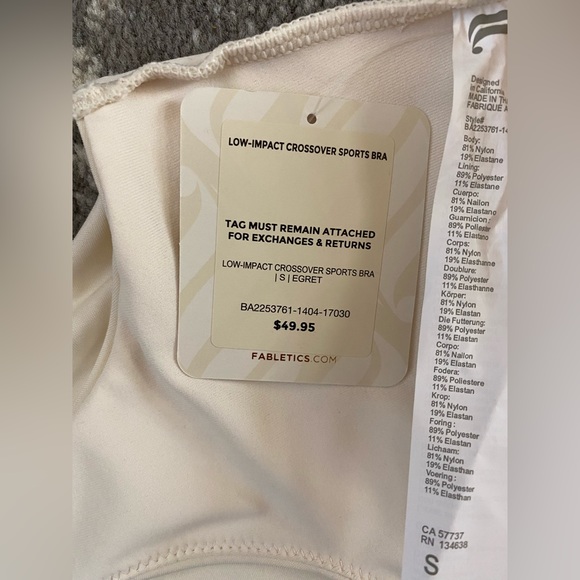 LOW-IMPACT CROSSOVER SPORTS BRA
TAG MUST REMAIN ATTACHED
FOR EXCHANGES & RETURNS
LOW-IMPACT CROSSOVER SPORTS BRA
| S | EGRET
BA2253761-1404-17030
$49.95
FABLETICS.COM
Designed
in California
MADE IN
FABRIQUE
Style#
BA2253761-14
Body:
81% Nylon
19% Elastane
Lining:
89% Polyester
11% Elastane
Cuerpo:
81% Nailon
19% Elastano
Guarnicion:
89% Poliester
11% Elastano
Corps:
81% Nylon
19% Elasthanne
Doublure:
89% Polyester
11% Elasthanne
Körper:
81% Nylon
19% Elastan
Die Futterung:
89% Polyester
11% Elastan
Corpo:
81% Nailon
19% Elastan
Fodera:
89% Poliestere
11% Elastan
Krop:
81% Nylon
19% Elastan
Foring:
89% Polyester
11% Elastan
Lichaam:
81% Nylon
19% Elasthan
Voering:
89% Polyester
11% Elasthan
CA 57737
RN 134638
S